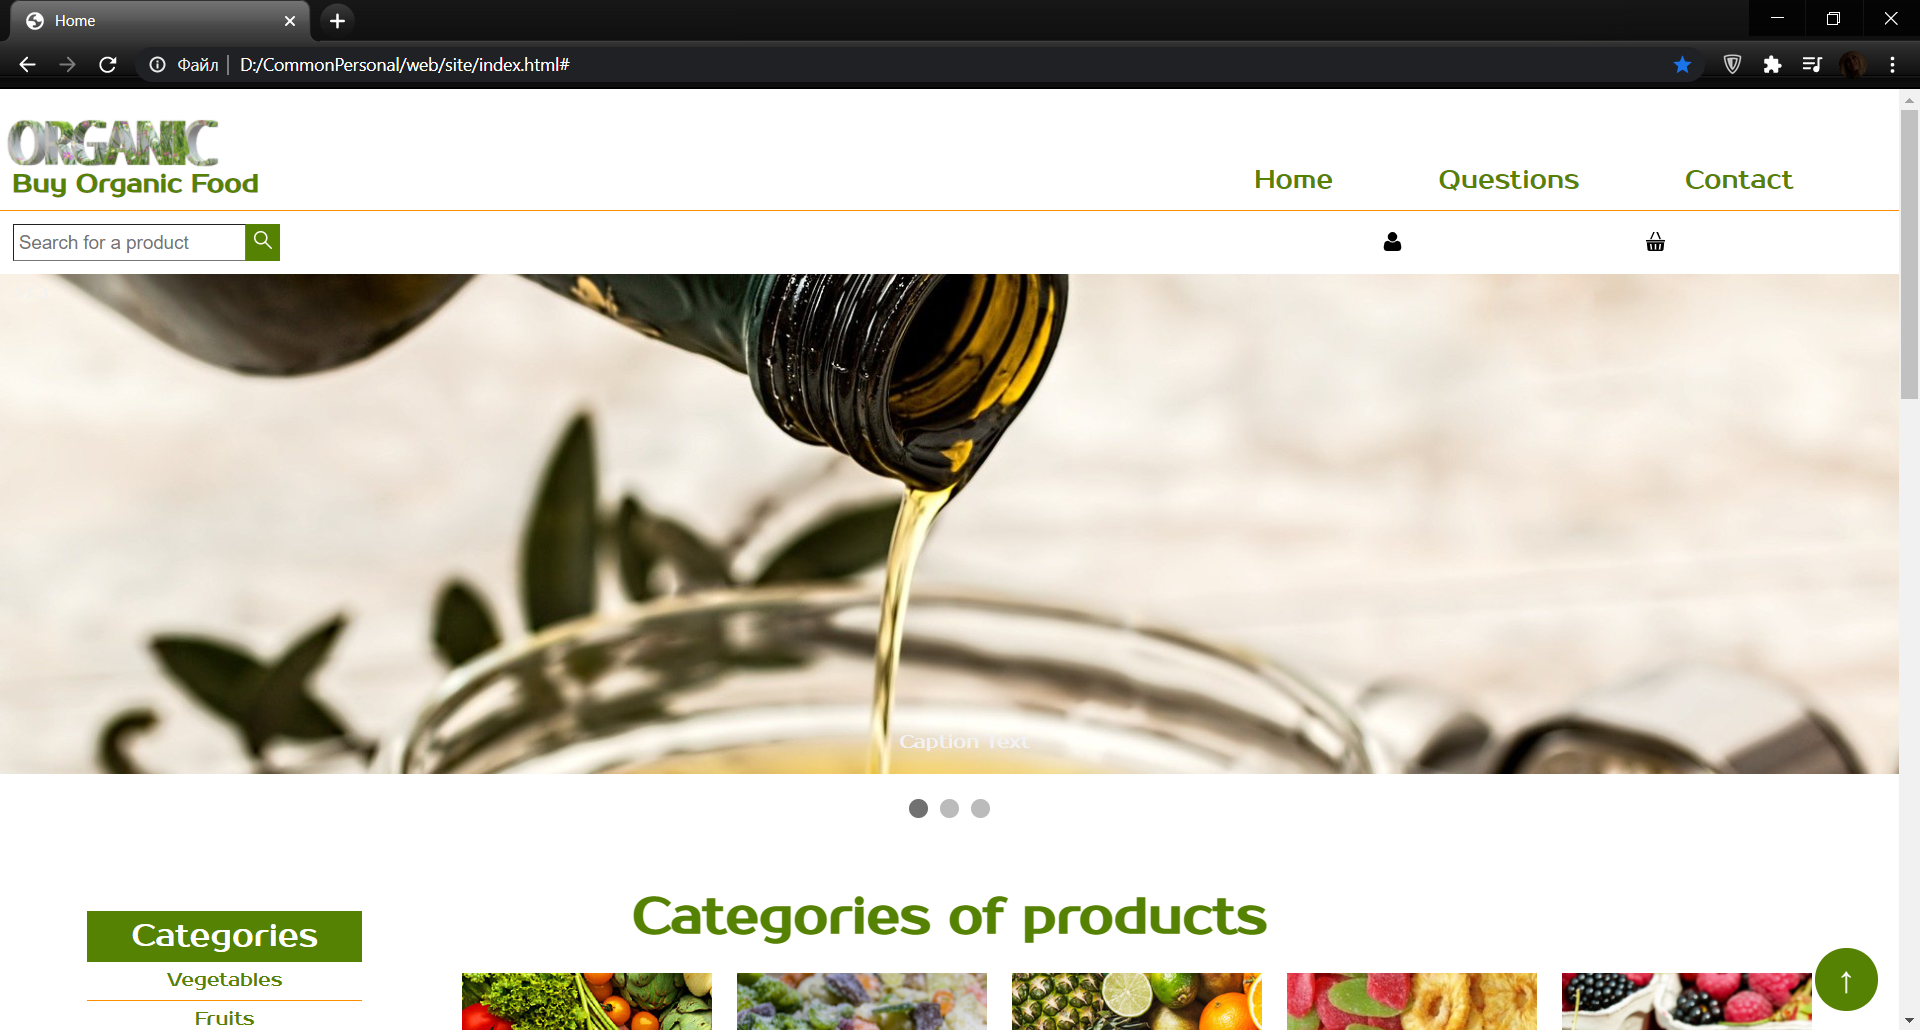 Home
Файл D:/CommonPersonal/web/site/index.html#
ORGANIC
Buy Organic Food
Home Questions Contact
Search for a product
Caption Text
Categories of products
Categories
Vegetables
Fruits